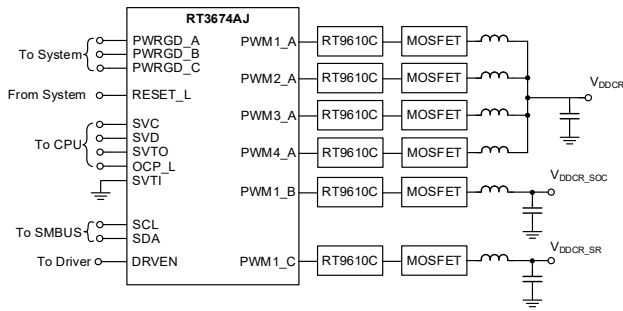 RT3674AJ
To System
PWRGD_A
PWRGD_B
PWRGD_C
From System
RESET_L
To CPU
SVC
SVD
SVTO
OCP_L
SVTI
To SMBUS
SCL
SDA
To Driver
DRVEN
PWM1_A RT9610C MOSFET
PWM2_A RT9610C MOSFET
VDDCR
PWM3_A RT9610C MOSFET
PWM4_A RT9610C MOSFET
PWM1_B RT9610C MOSFET VDDCR_SOC
PWM1_C RT9610C MOSFET VDDCR_SR